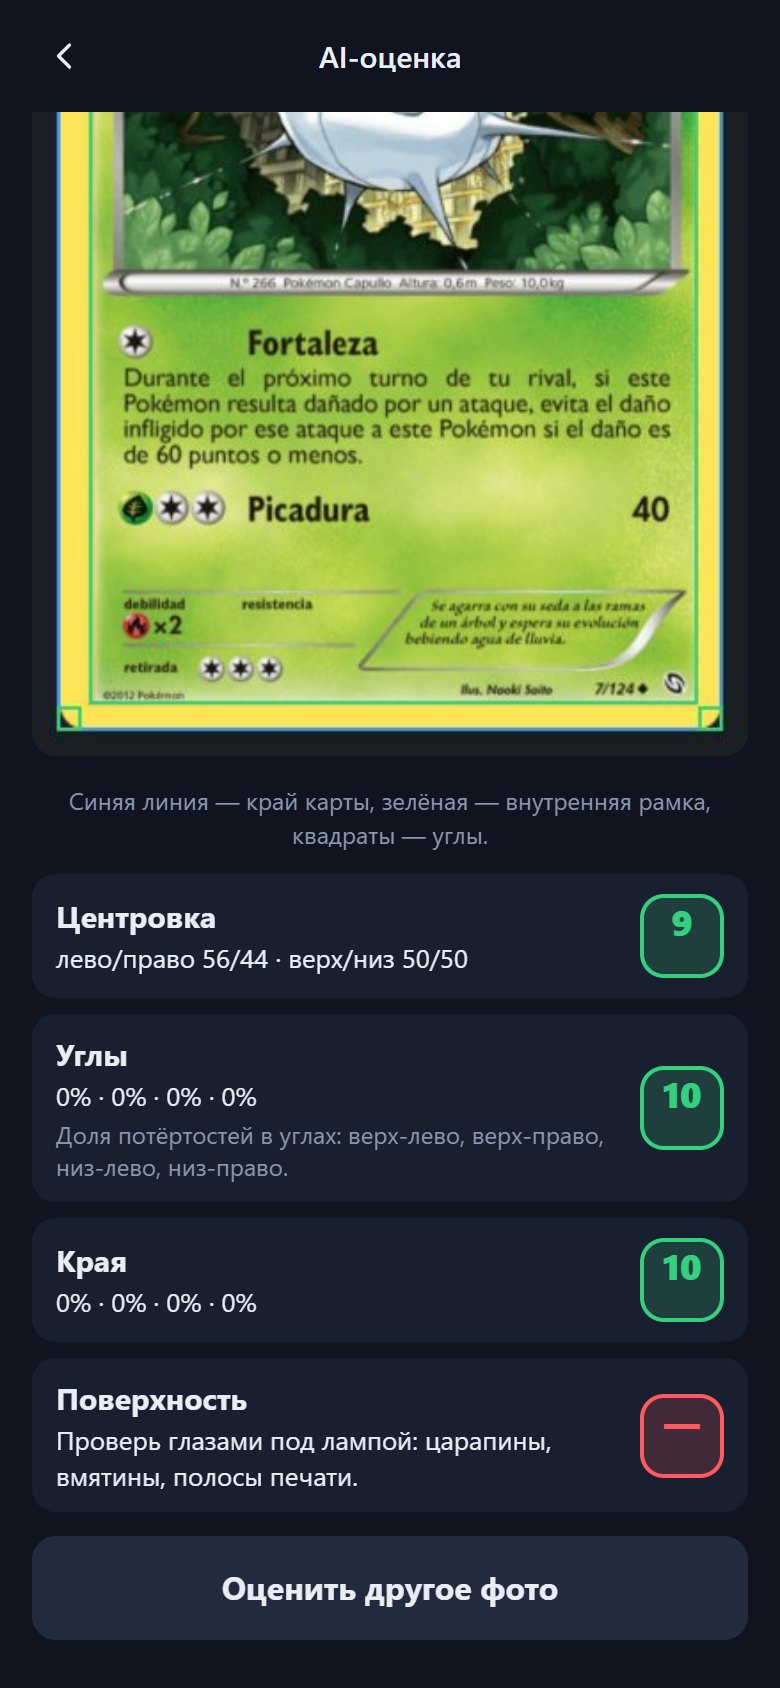 AI-оценка
N.º 266 Pokémon Capullo Altura: 0,6m Peso: 10,0kg
Fortaleza
Durante el próximo turno de tu rival, si este
Pokémon resulta dañado por un ataque, evita el daño
infligido por ese ataque a este Pokémon si el daño es
de 60 puntos o menos.
Picadura 40
debilidad resistencia
×2
Se agarra con su seda a las ramas
de un árbol y espera su evolución
bebiendo agua de lluvia.
retirada
©2012 Pokémon
Ilus. Naoki Saito 7/124
Синяя линия — край карты, зелёная — внутренняя рамка,
квадраты — углы.
Центровка
лево/право 56/44 · верх/низ 50/50
9
Углы
0% · 0% · 0% · 0%
Доля потёртостей в углах: верх-лево, верх-право,
низ-лево, низ-право.
10
Края
0% · 0% · 0% · 0%
10
Поверхность
Проверь глазами под лампой: царапины,
вмятины, полосы печати.
—
Оценить другое фото